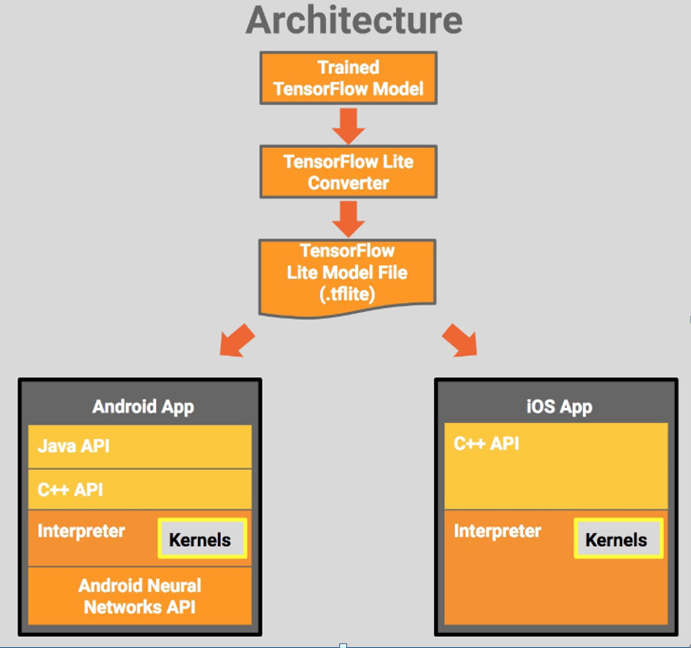 Architecture
Trained
TensorFlow Model
TensorFlow Lite
Converter
TensorFlow
Lite Model File
(.tflite)
Android App
Java API
C++ API
Interpreter
Kernels
Android Neural
Networks API
iOS App
C++ API
Interpreter
Kernels